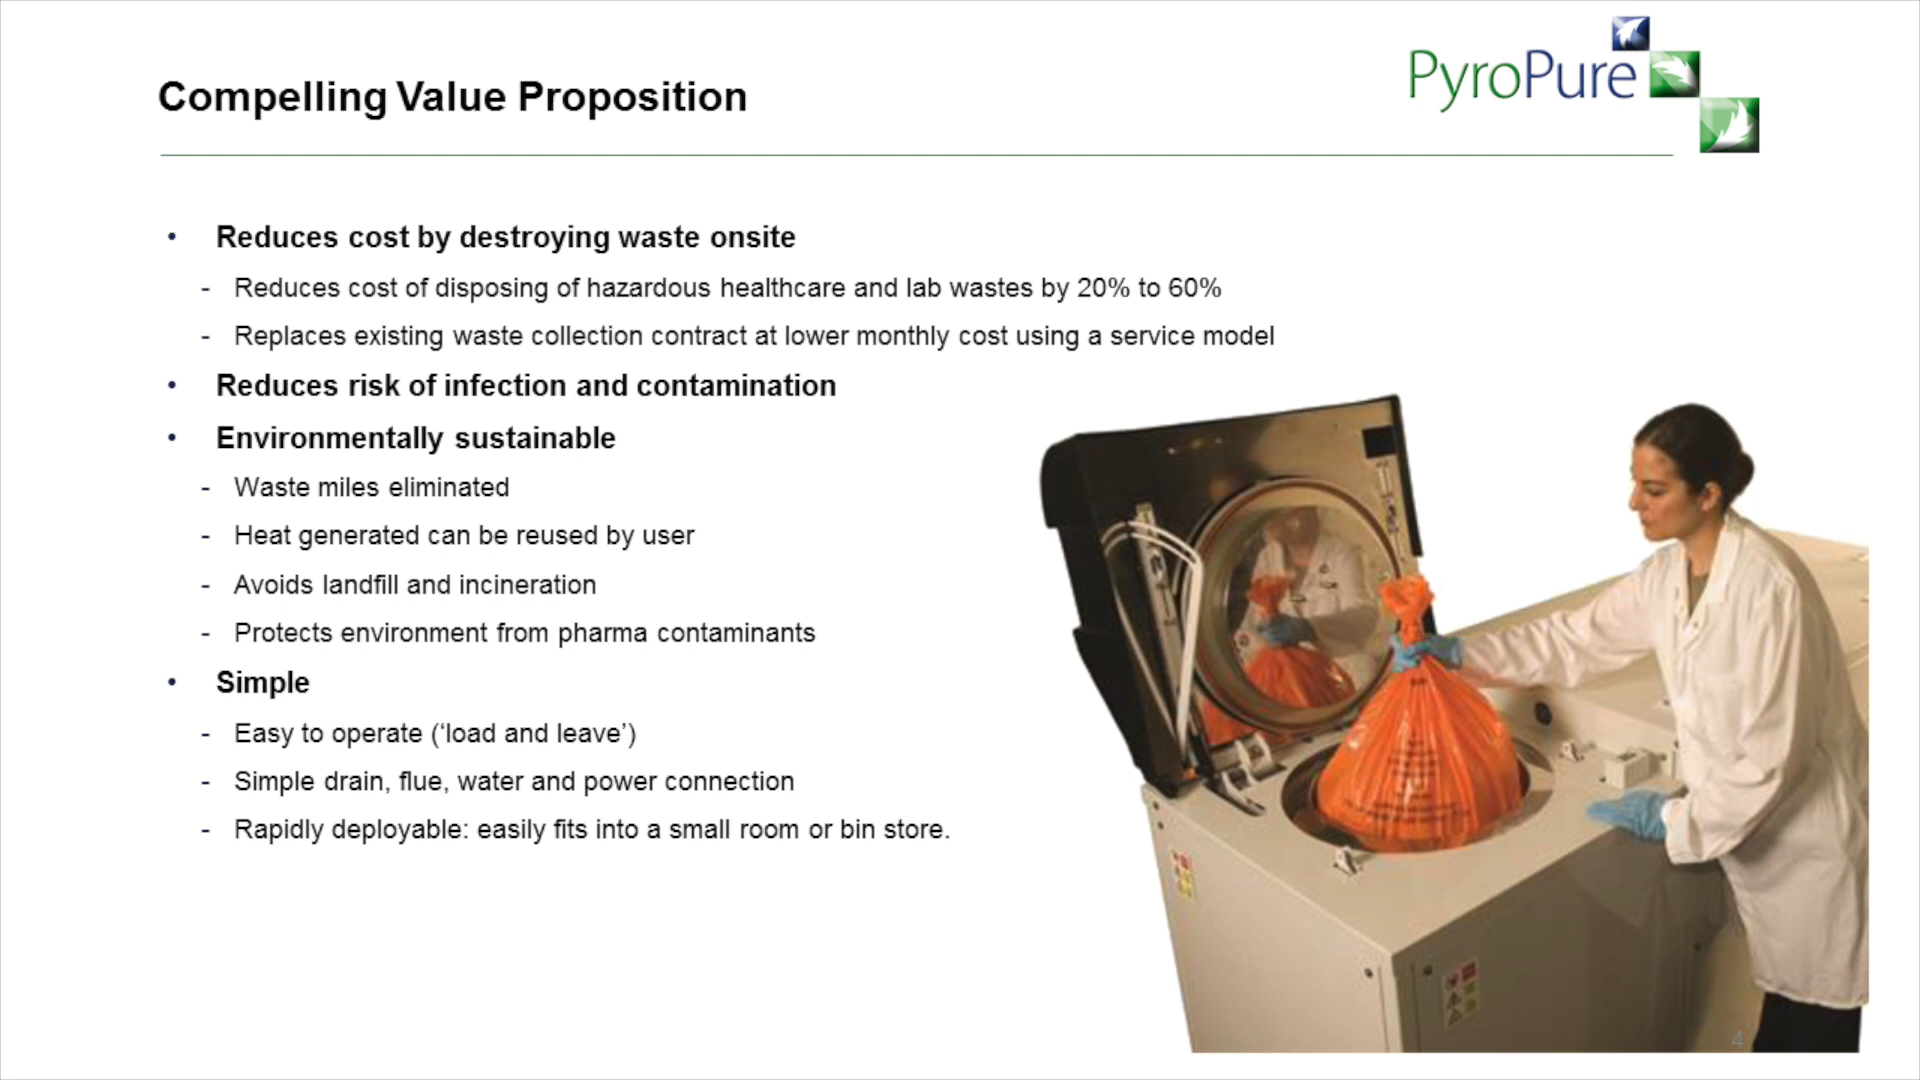 PyroPure
Compelling Value Proposition
• Reduces cost by destroying waste onsite
- Reduces cost of disposing of hazardous healthcare and lab wastes by 20% to 60%
- Replaces existing waste collection contract at lower monthly cost using a service model
• Reduces risk of infection and contamination
• Environmentally sustainable
- Waste miles eliminated
- Heat generated can be reused by user
- Avoids landfill and incineration
- Protects environment from pharma contaminants
• Simple
- Easy to operate (‘load and leave’)
- Simple drain, flue, water and power connection
- Rapidly deployable: easily fits into a small room or bin store.
4